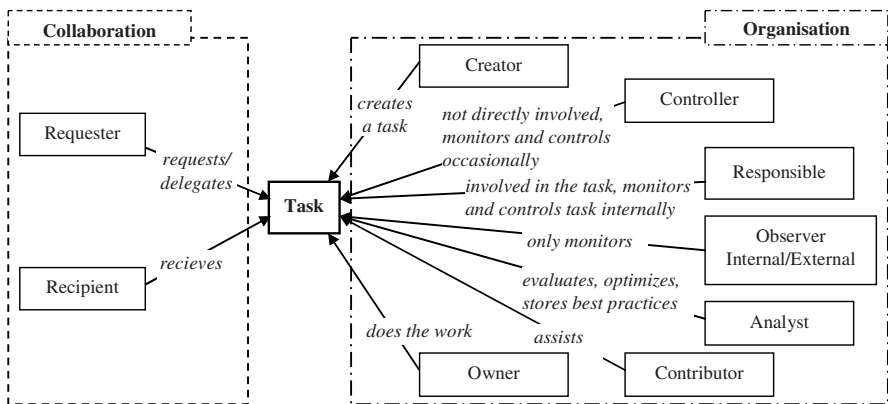 Collaboration
Organisation
Creator
creates
a task
Controller
not directly involved,
monitors and controls
occasionally
Requester
requests/
delegates
Responsible
involved in the task, monitors
and controls task internally
Task
Observer
Internal/External
only monitors
Recipient
recieves
evaluates, optimizes,
stores best practices
Analyst
does the work
assists
Owner
Contributor